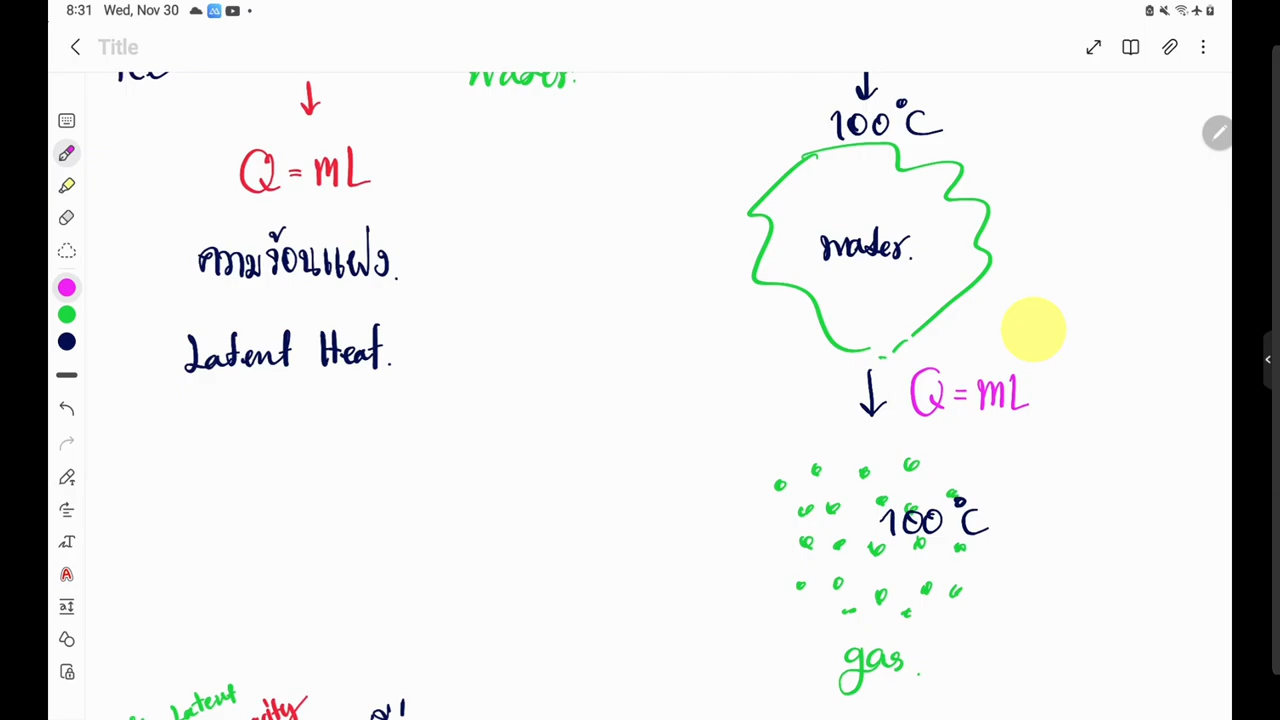 8:31 Wed, Nov 30
Title
Water.
Q = mL
ความร้อนแฝง.
Latent Heat.
100°C
water.
Q = mL
100°C
gas.
Latent